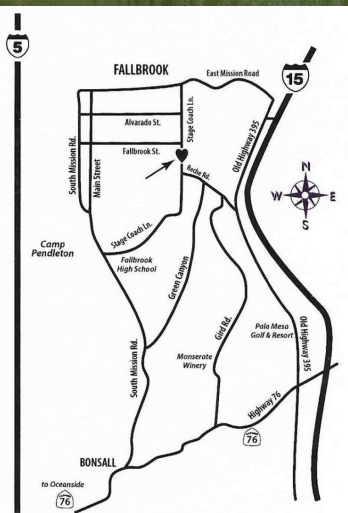 5
FALLBROOK
East Mission Road
15
Alvarado St.
Stage Coach Ln.
Old Highway 395
Fallbrook St.
South Mission Rd.
Main Street
Reche Rd.
N
W E
S
Camp
Pendleton
Stage Coach Ln.
Fallbrook
High School
Green Canyon
Gird Rd.
Pala Mesa
Golf & Resort
Old Highway 395
South Mission Rd.
Monserate
Winery
Highway 76
76
BONSALL
to Oceanside
76